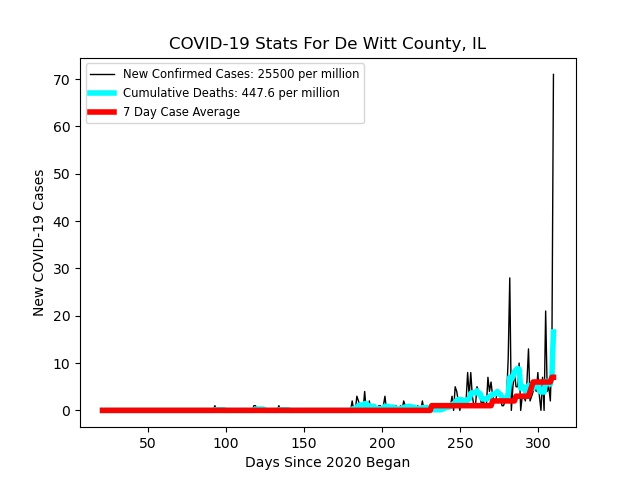 COVID-19 Stats For De Witt County, IL
New Confirmed Cases: 25500 per million
Cumulative Deaths: 447.6 per million
7 Day Case Average
New COVID-19 Cases
70
60
50
40
30
20
10
0
50 100 150 200 250 300
Days Since 2020 Began